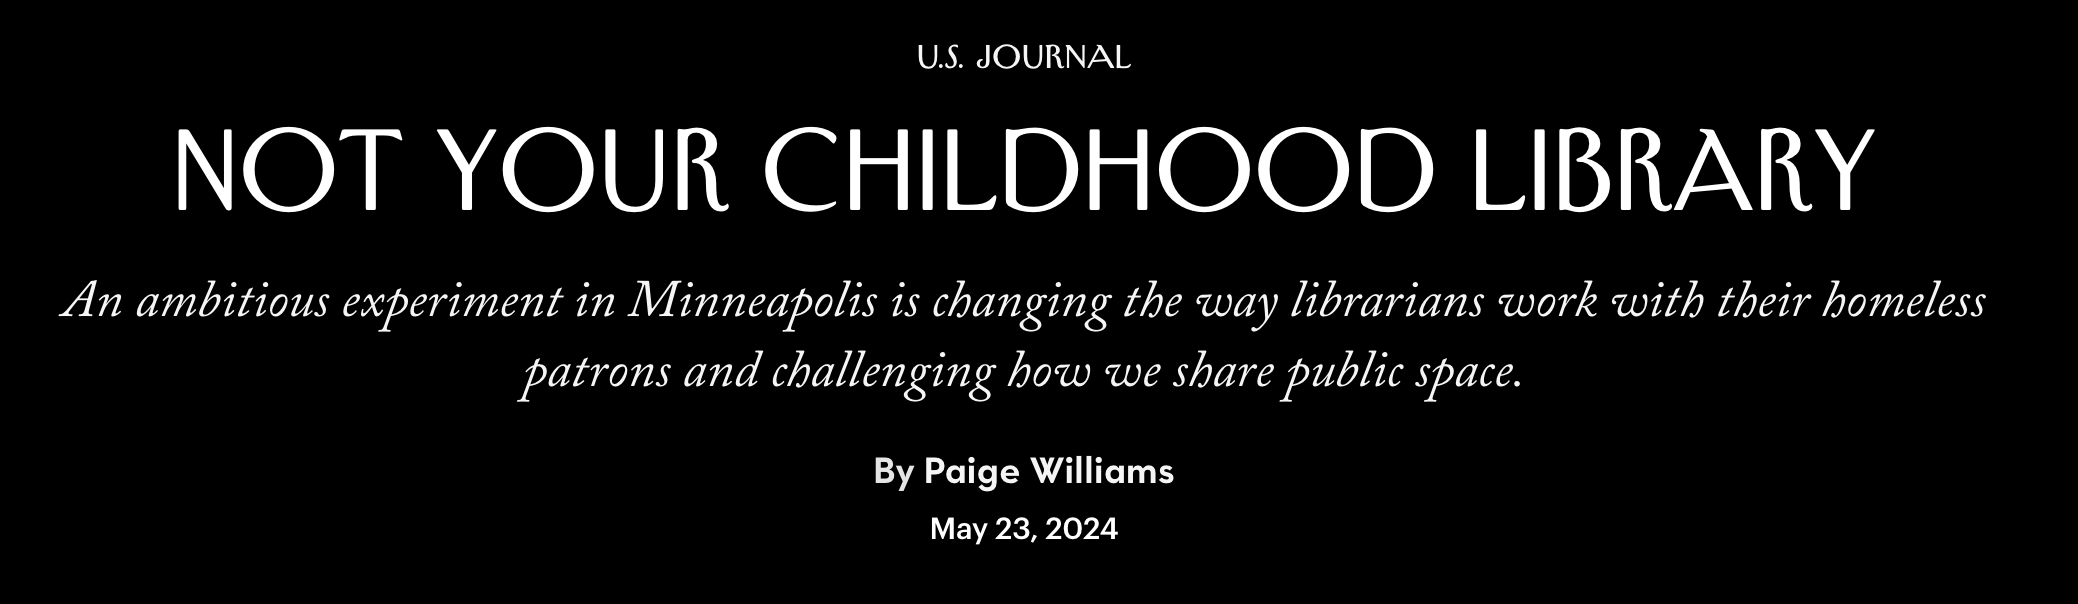 U.S. JOURNAL
NOT YOUR CHILDHOOD LIBRARY
An ambitious experiment in Minneapolis is changing the way librarians work with their homeless
patrons and challenging how we share public space.
By Paige Williams
May 23, 2024